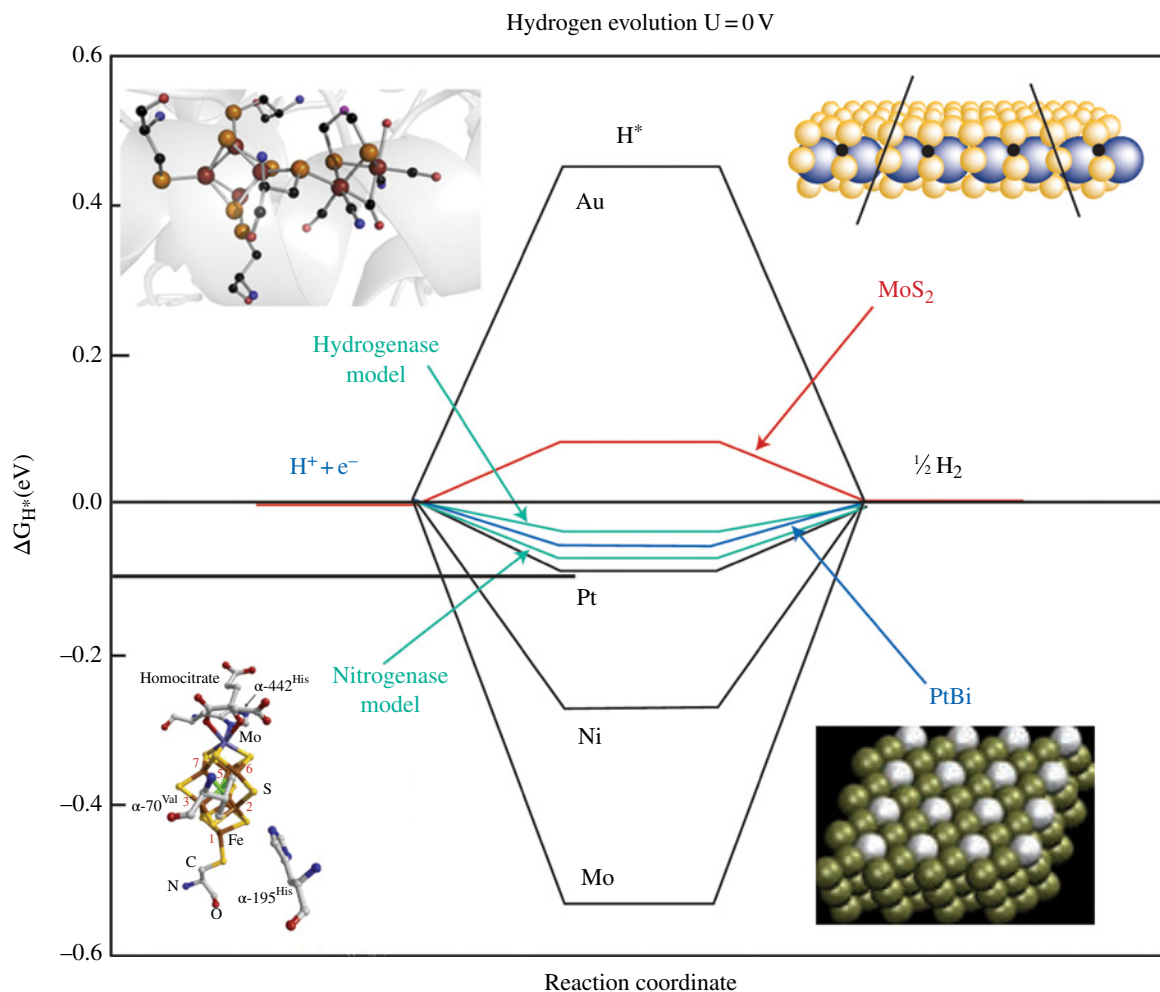 Hydrogen evolution U = 0 V
0.6
H*
Au
0.4
MoS₂
Hydrogenase
model
0.2
H⁺ + e⁻
½ H₂
0.0
ΔG_H* (eV)
Pt
–0.2
Nitrogenase
model
PtBi
Ni
Homocitrate
α-442^His
Mo
7
5
6
S
α-70^Val
3
2
1
Fe
C
N
O
α-195^His
–0.4
Mo
–0.6
Reaction coordinate